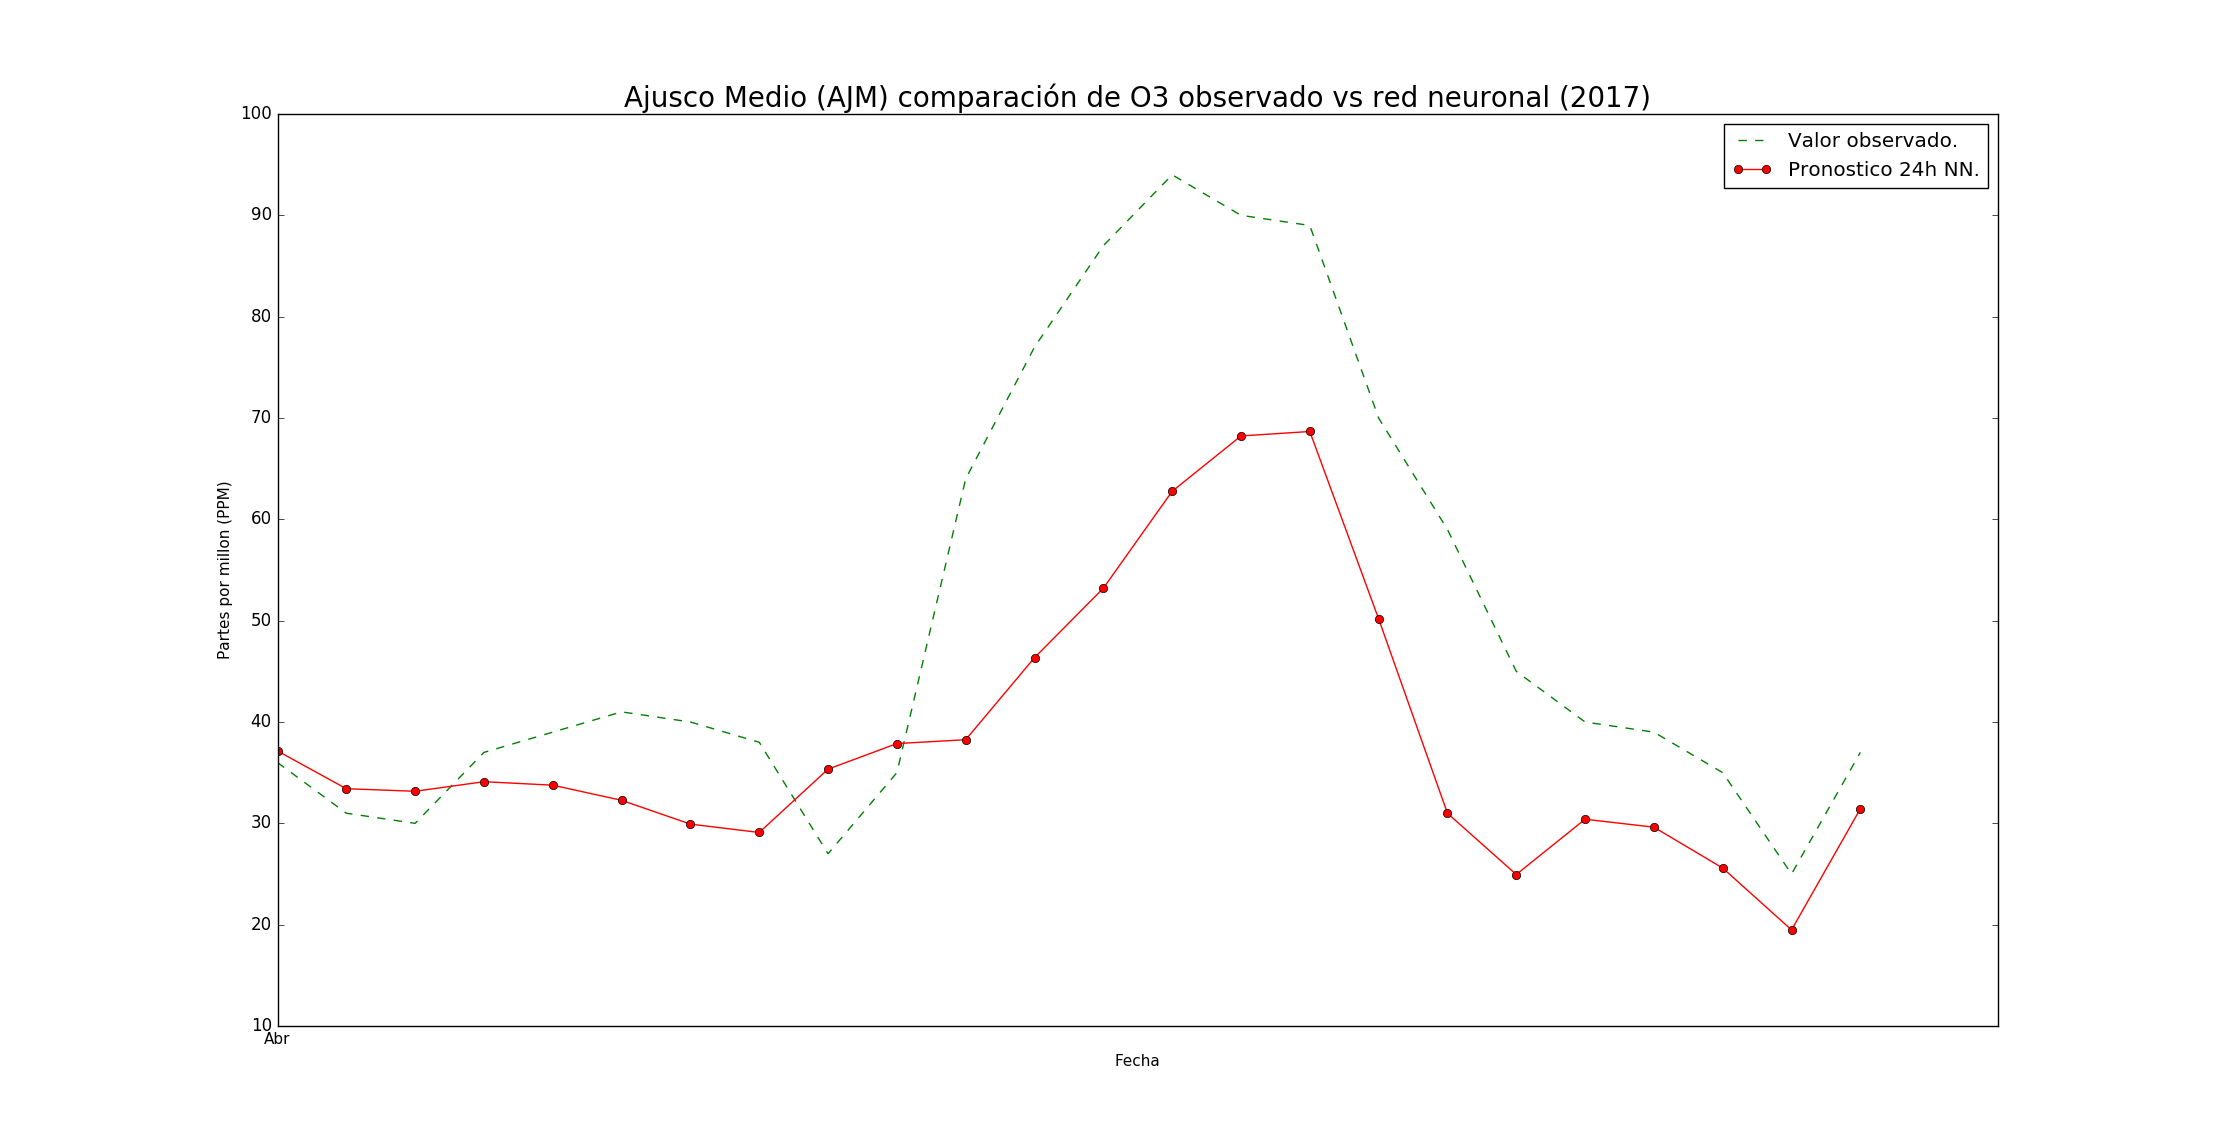 Ajusco Medio (AJM) comparación de O3 observado vs red neuronal (2017)
Valor observado.
Pronostico 24h NN.
100
90
80
70
60
50
40
30
20
10
Partes por millon (PPM)
Abr
Fecha